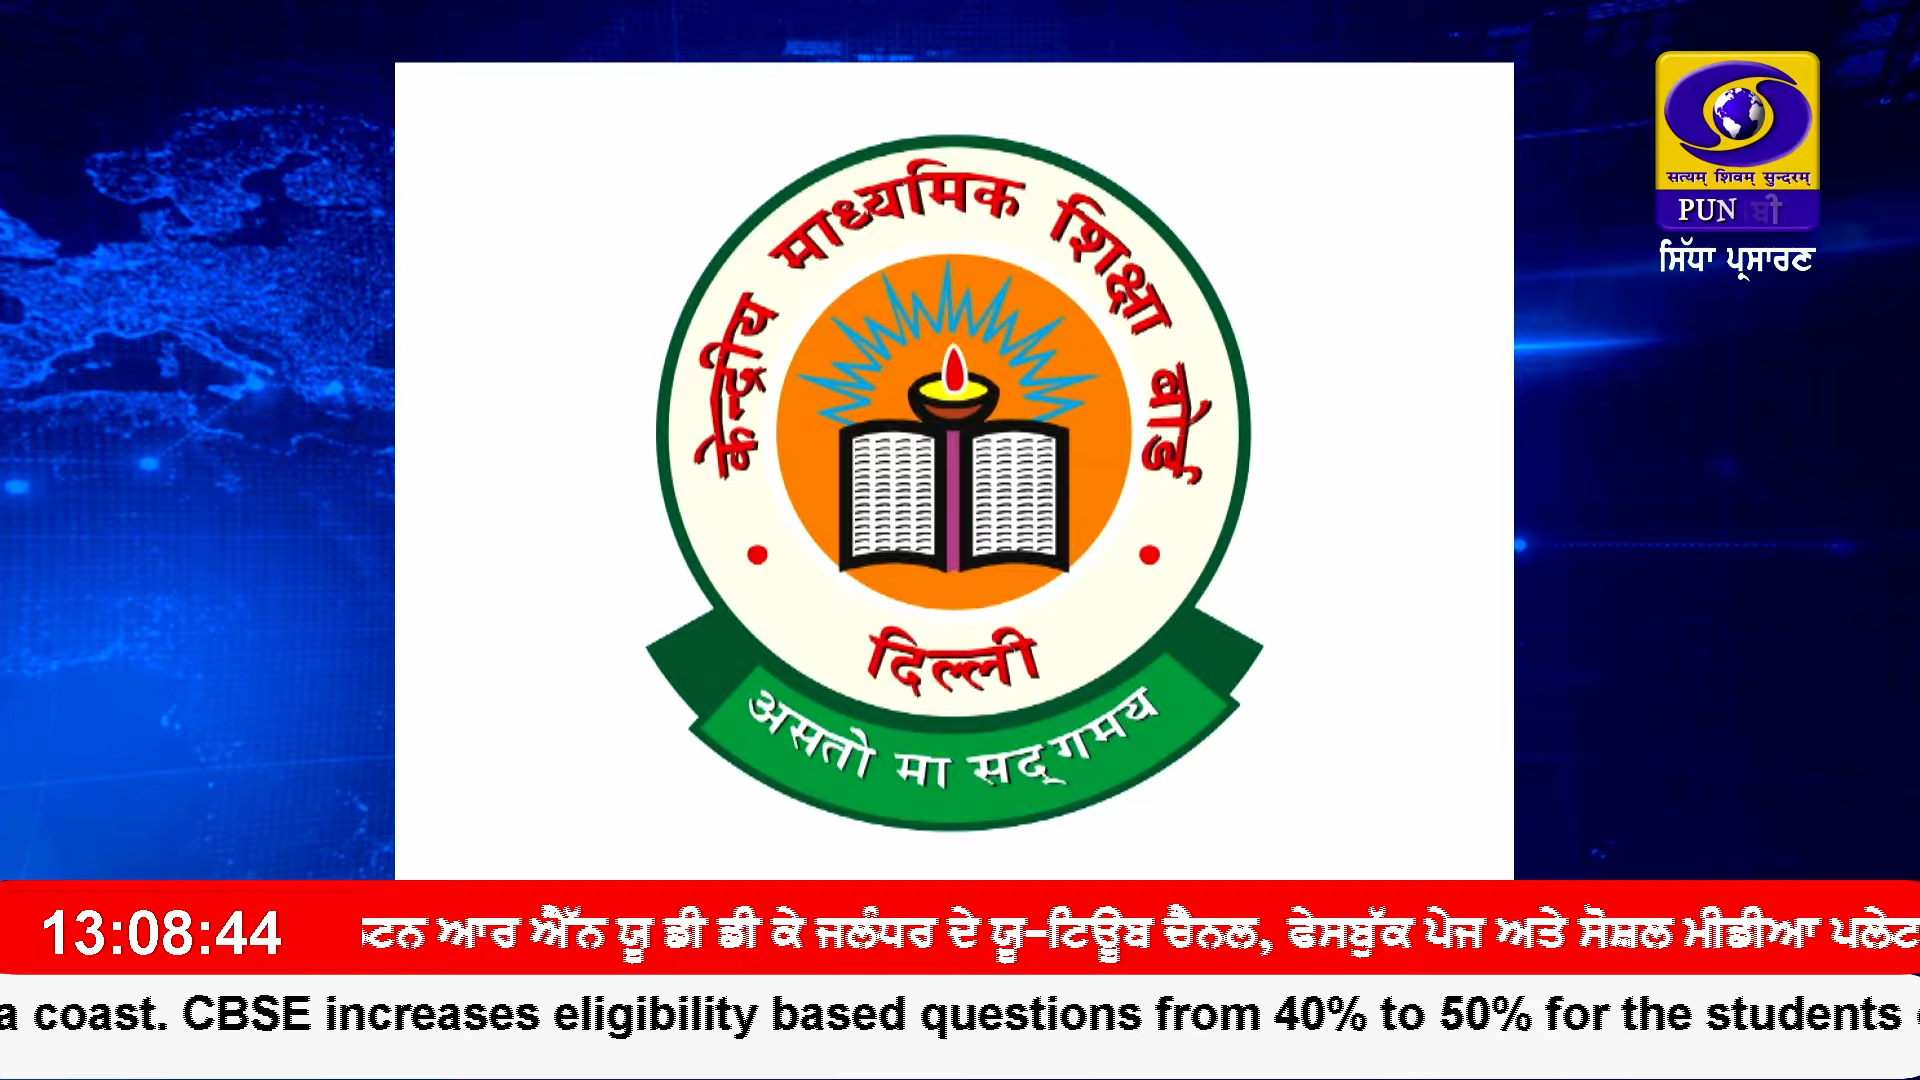 केन्द्रीय माध्यमिक शिक्षा बोर्ड
दिल्ली
असतो मा सद्गमय
सत्यम् शिवम् सुन्दरम्
PUN
ਸਿੱਧਾ ਪ੍ਰਸਾਰਣ
13:08:44
ਆਰ ਐੱਨ ਯੂ ਡੀ ਡੀ ਕੇ ਜਲੰਧਰ ਦੇ ਯੂ-ਟਿਊਬ ਚੈਨਲ, ਫੇਸਬੁੱਕ ਪੇਜ ਅਤੇ ਸੋਸ਼ਲ ਮੀਡੀਆ
a coast. CBSE increases eligibility based questions from 40% to 50% for the students